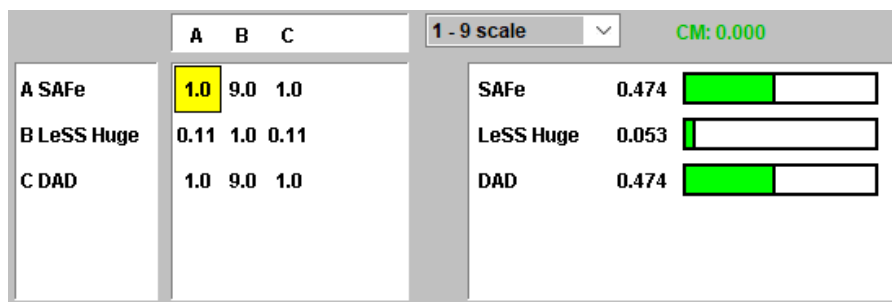 A B C
1 - 9 scale
CM: 0.000
A SAFe 1.0 9.0 1.0 SAFe 0.474
B LeSS Huge 0.11 1.0 0.11 LeSS Huge 0.053
C DAD 1.0 9.0 1.0 DAD 0.474